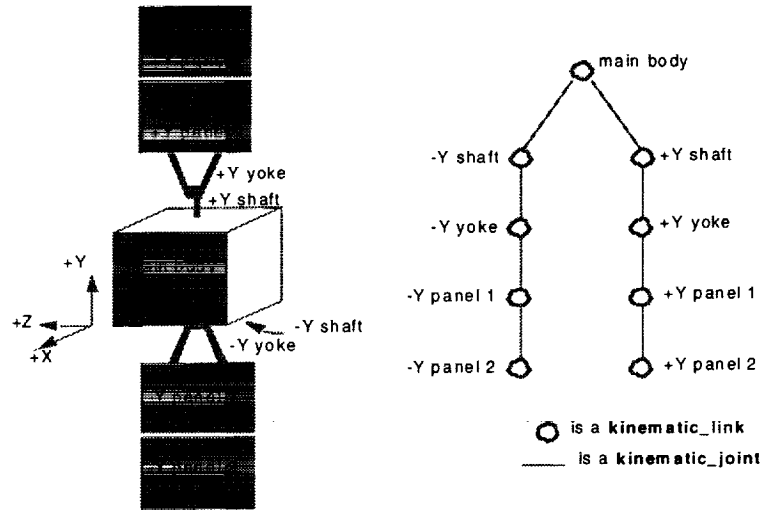 +Y yoke
+Y shaft
+Y
+Z
+X
-Y shaft
-Y yoke
main body
-Y shaft
+Y shaft
-Y yoke
+Y yoke
-Y panel 1
+Y panel 1
-Y panel 2
+Y panel 2
is a kinematic_link
is a kinematic_joint